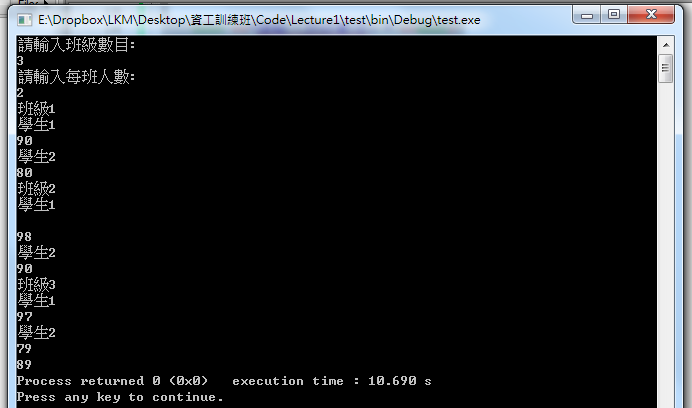 E:\Dropbox\LKM\Desktop\資工訓練班\Code\Lecture1\test\bin\Debug\test.exe
請輸入班級數目:
3
請輸入每班人數:
2
班級1
學生1
90
學生2
80
班級2
學生1
98
學生2
90
班級3
學生1
97
學生2
79
89
Process returned 0 (0x0)   execution time : 10.690 s
Press any key to continue.